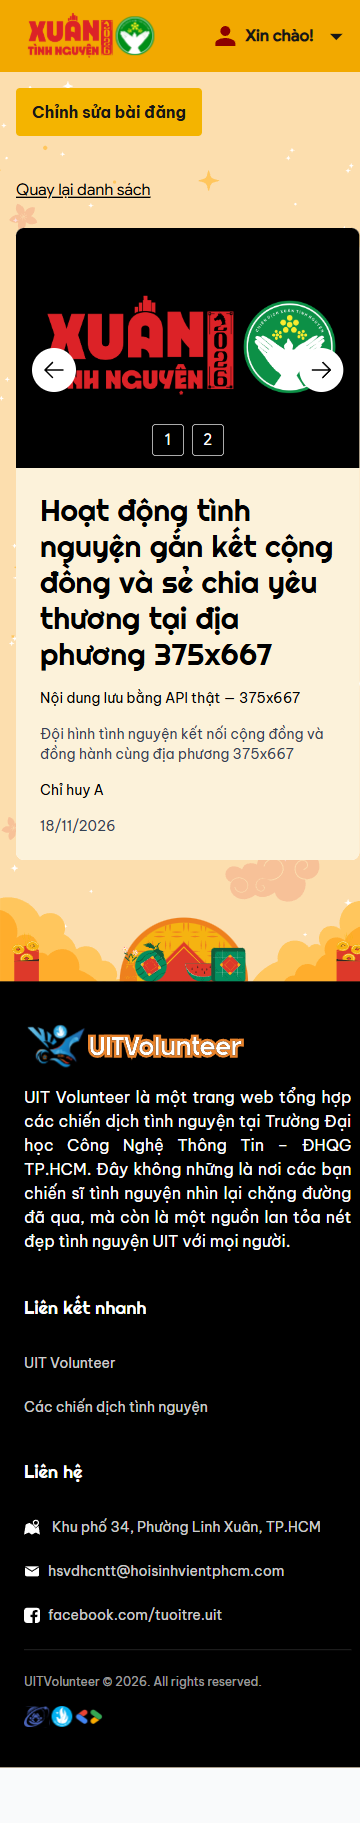 XUÂN
TÌNH NGUYỆN
2026
Xin chào!
Chỉnh sửa bài đăng
Quay lại danh sách
XUÂN
TÌNH NGUYỆN
2026
1
2
Hoạt động tình
nguyện gắn kết cộng
đồng và sẻ chia yêu
thương tại địa
phương 375x667
Nội dung lưu bằng API thật — 375x667
Đội hình tình nguyện kết nối cộng đồng và
đồng hành cùng địa phương 375x667
Chỉ huy A
18/11/2026
UITVolunteer
UIT Volunteer là một trang web tổng hợp
các chiến dịch tình nguyện tại Trường Đại
học Công Nghệ Thông Tin – ĐHQG
TP.HCM. Đây không những là nơi các bạn
chiến sĩ tình nguyện nhìn lại chặng đường
đã qua, mà còn là một nguồn lan tỏa nét
đẹp tình nguyện UIT với mọi người.
Liên kết nhanh
UIT Volunteer
Các chiến dịch tình nguyện
Liên hệ
Khu phố 34, Phường Linh Xuân, TP.HCM
hsvdhcntt@hoisinhvientphcm.com
facebook.com/tuoitre.uit
UITVolunteer © 2026. All rights reserved.